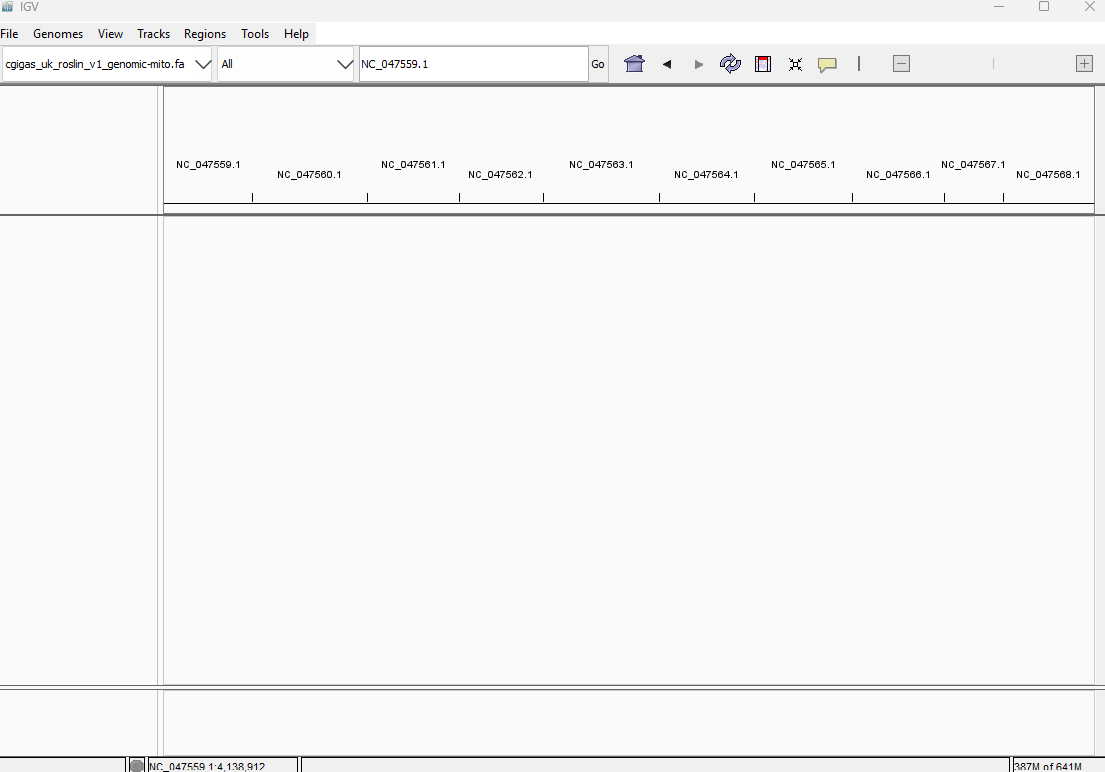 IGV
File Genomes View Tracks Regions Tools Help
cgigas_uk_roslin_v1_genomic-mito.fa All NC_047559.1 Go
NC_047559.1 NC_047561.1 NC_047563.1 NC_047565.1 NC_047567.1
NC_047560.1 NC_047562.1 NC_047564.1 NC_047566.1 NC_047568.1
NC_047559.1:4,138,912 387M of 641M